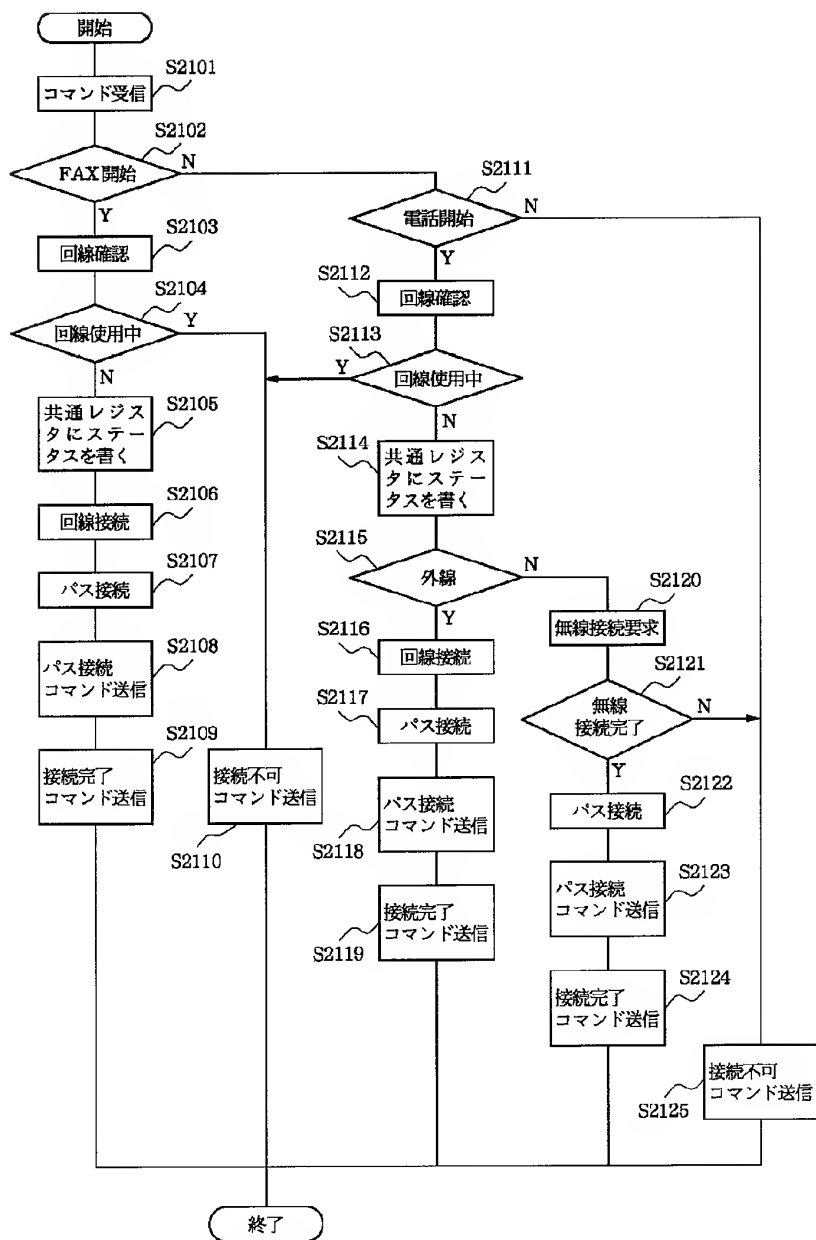 開始
S2101
コマンド受信
S2102
FAX開始
N
Y
S2103
回線確認
S2104
回線使用中
Y
N
S2105
共通レジス
タにステー
タスを書く
S2106
回線接続
S2107
パス接続
S2108
パス接続
コマンド送信
S2109
接続完了
コマンド送信
接続不可
コマンド送信
S2110
S2111
電話開始
N
Y
S2112
回線確認
S2113
Y
回線使用中
N
S2114
共通レジス
タにステー
タスを書く
S2115
外線
N
Y
S2116
回線接続
S2117
パス接続
パス接続
コマンド送信
S2118
接続完了
コマンド送信
S2119
S2120
無線接続要求
S2121
無線
接続完了
N
Y
S2122
パス接続
S2123
パス接続
コマンド送信
S2124
接続完了
コマンド送信
接続不可
コマンド送信
S2125
終了